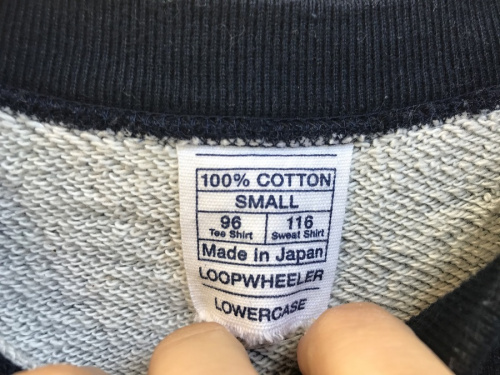 100% COTTON
SMALL
96 116
Tee Shirt Sweat Shirt
Made in Japan
LOOPWHEELER
LOWERCASE